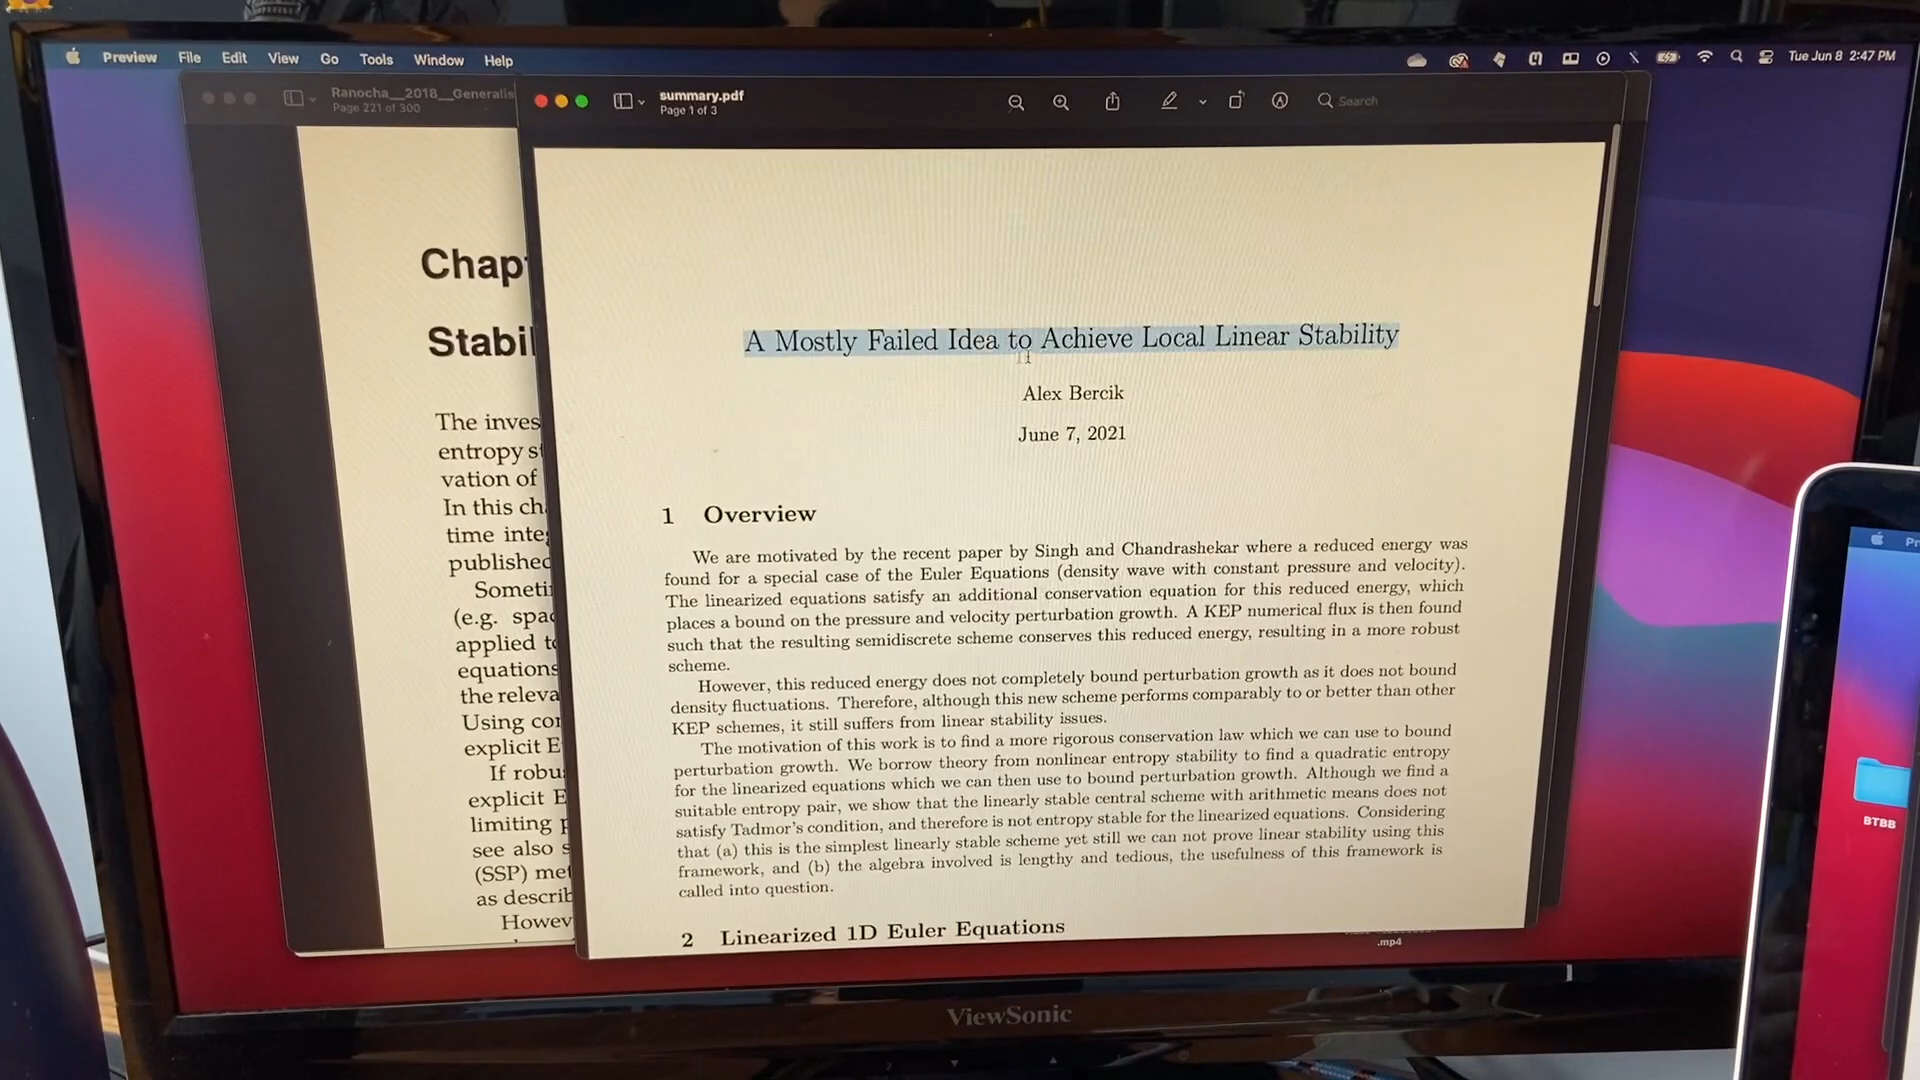 Preview File Edit View Go Tools Window Help
Tue Jun 8 2:47 PM
Ranocha__2018__Generalis
Page 221 of 300
summary.pdf
Page 1 of 3
Search
Chap
Stabil
The inves
entropy s
vation of
In this ch
time inte
published
Someti
(e.g. spac
applied to
equations
the releva
Using con
explicit E
If robu
explicit E
limiting p
see also s
(SSP) met
as describ
Howev
A Mostly Failed Idea to Achieve Local Linear Stability
Alex Bercik
June 7, 2021
1 Overview
We are motivated by the recent paper by Singh and Chandrashekar where a reduced energy was
found for a special case of the Euler Equations (density wave with constant pressure and velocity).
The linearized equations satisfy an additional conservation equation for this reduced energy, which
places a bound on the pressure and velocity perturbation growth. A KEP numerical flux is then found
such that the resulting semidiscrete scheme conserves this reduced energy, resulting in a more robust
scheme.
However, this reduced energy does not completely bound perturbation growth as it does not bound
density fluctuations. Therefore, although this new scheme performs comparably to or better than other
KEP schemes, it still suffers from linear stability issues.
The motivation of this work is to find a more rigorous conservation law which we can use to bound
perturbation growth. We borrow theory from nonlinear entropy stability to find a quadratic entropy
for the linearized equations which we can then use to bound perturbation growth. Although we find a
suitable entropy pair, we show that the linearly stable central scheme with arithmetic means does not
satisfy Tadmor's condition, and therefore is not entropy stable for the linearized equations. Considering
that (a) this is the simplest linearly stable scheme yet still we can not prove linear stability using this
framework, and (b) the algebra involved is lengthy and tedious, the usefulness of this framework is
called into question.
2 Linearized 1D Euler Equations
.mp4
ViewSonic
Pr
BTBB